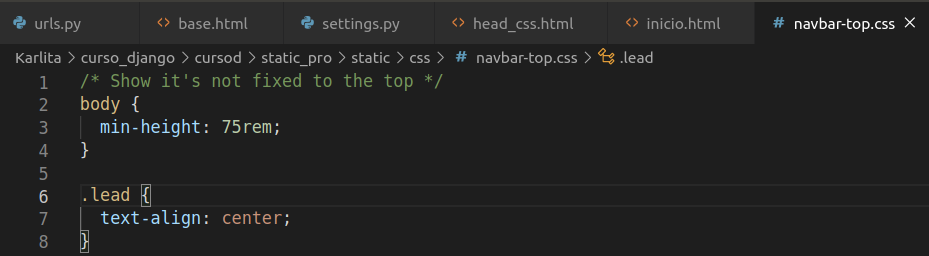 urls.py <> base.html settings.py <> head_css.html <> inicio.html # navbar-top.css ×
Karlita > curso_django > cursod > static_pro > static > css > # navbar-top.css > .lead
1 /* Show it's not fixed to the top */
2 body {
3 min-height: 75rem;
4 }
5
6 .lead {
7 text-align: center;
8 }